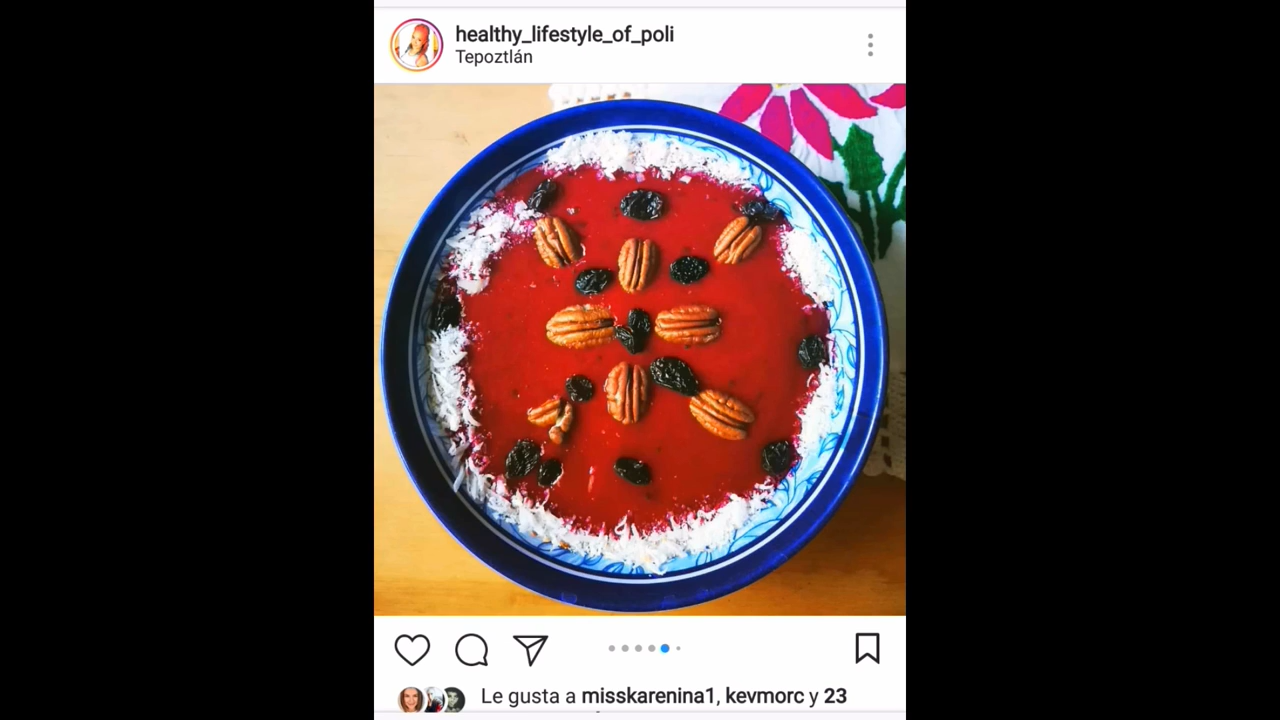 healthy_lifestyle_of_poli
Tepoztlán
Le gusta a misskarenina1, kevmorc y 23